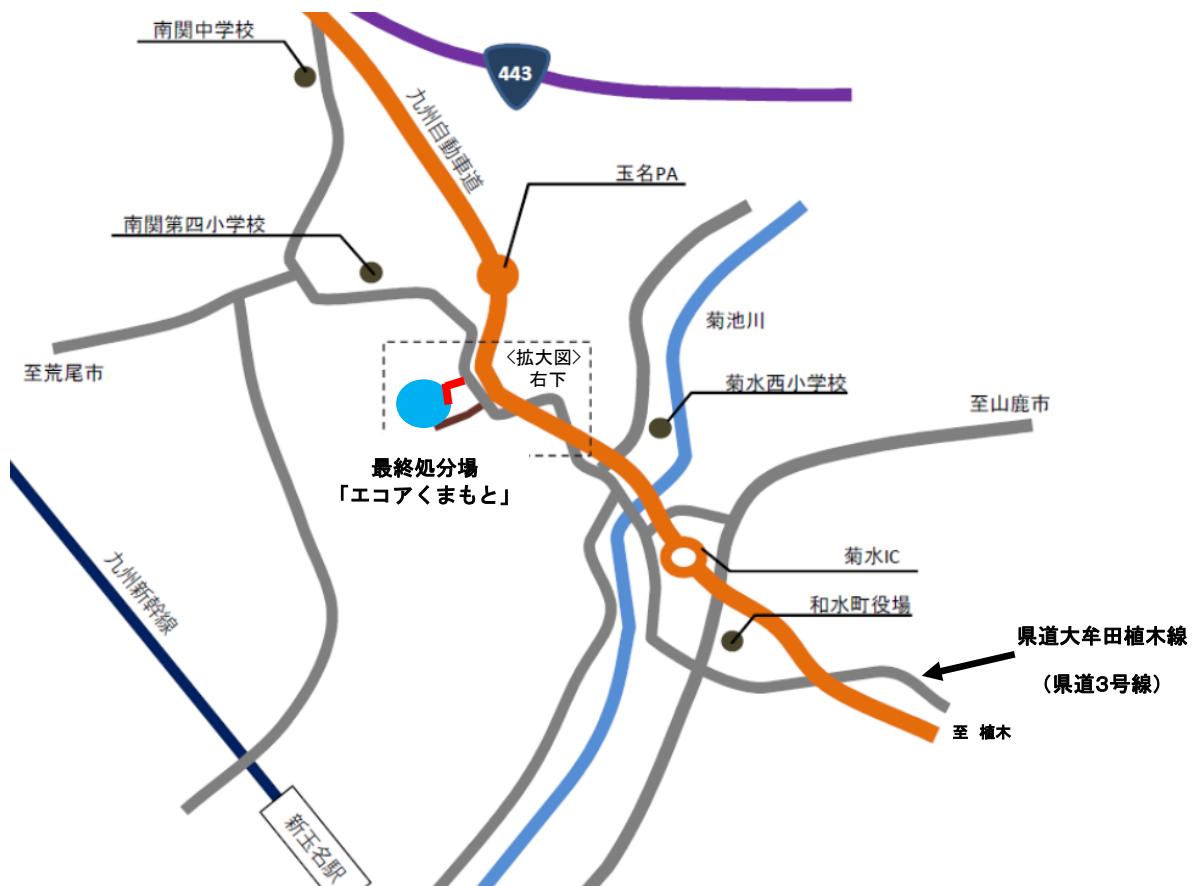 南関中学校
443
九州自動車道
玉名PA
南関第四小学校
菊池川
〈拡大図〉
右下
至荒尾市
菊水西小学校
至山鹿市
最終処分場
「エコアくまもと」
九州新幹線
菊水IC
和水町役場
県道大牟田植木線
（県道3号線）
至 植木
新玉名駅